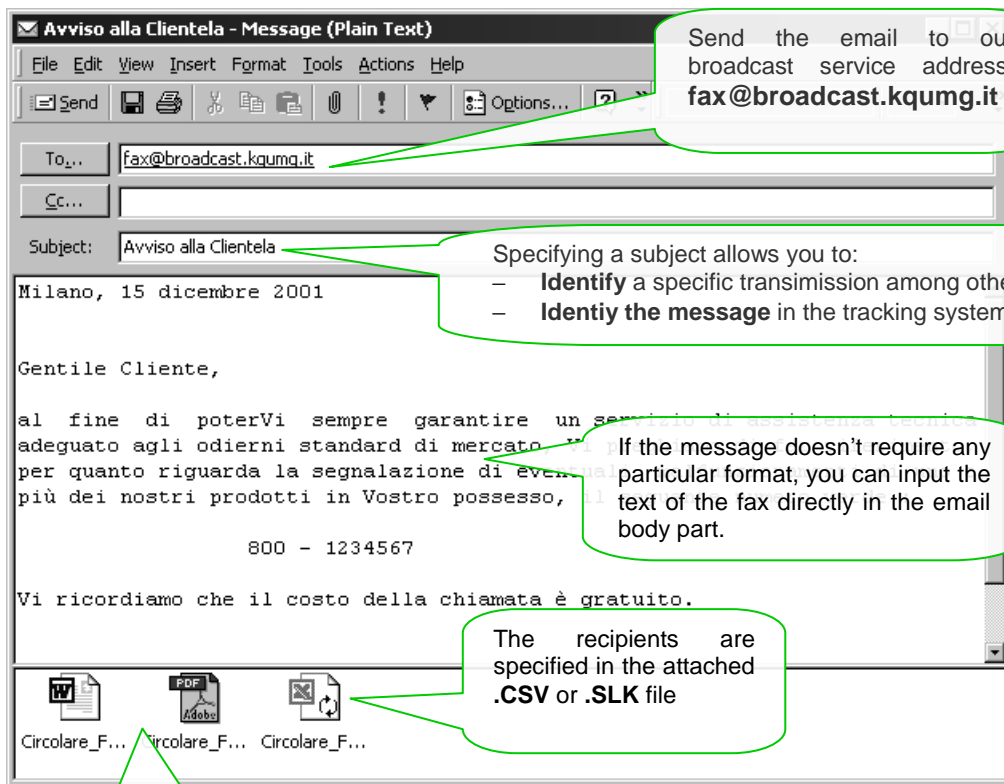 Avviso alla Clientela - Message (Plain Text)
File Edit View Insert Format Tools Actions Help
Send Options...
Send the email to ou
broadcast service address
fax@broadcast.kqumg.it
To... fax@broadcast.kqumg.it
Cc...
Subject: Avviso alla Clientela
Specifying a subject allows you to:
– Identify a specific transimission among othe
– Identiy the message in the tracking system
Milano, 15 dicembre 2001
Gentile Cliente,
al fine di poterVi sempre garantire un servizio di assistenza tecnica
adeguato agli odierni standard di mercato, Vi
per quanto riguarda la segnalazione di eventuali
più dei nostri prodotti in Vostro possesso, il
If the message doesn't require any
particular format, you can input the
text of the fax directly in the email
body part.
800 - 1234567
Vi ricordiamo che il costo della chiamata è gratuito.
The recipients are
specified in the attached
.CSV or .SLK file
PDF
Adobe
Circolare_F... Circolare_F... Circolare_F...